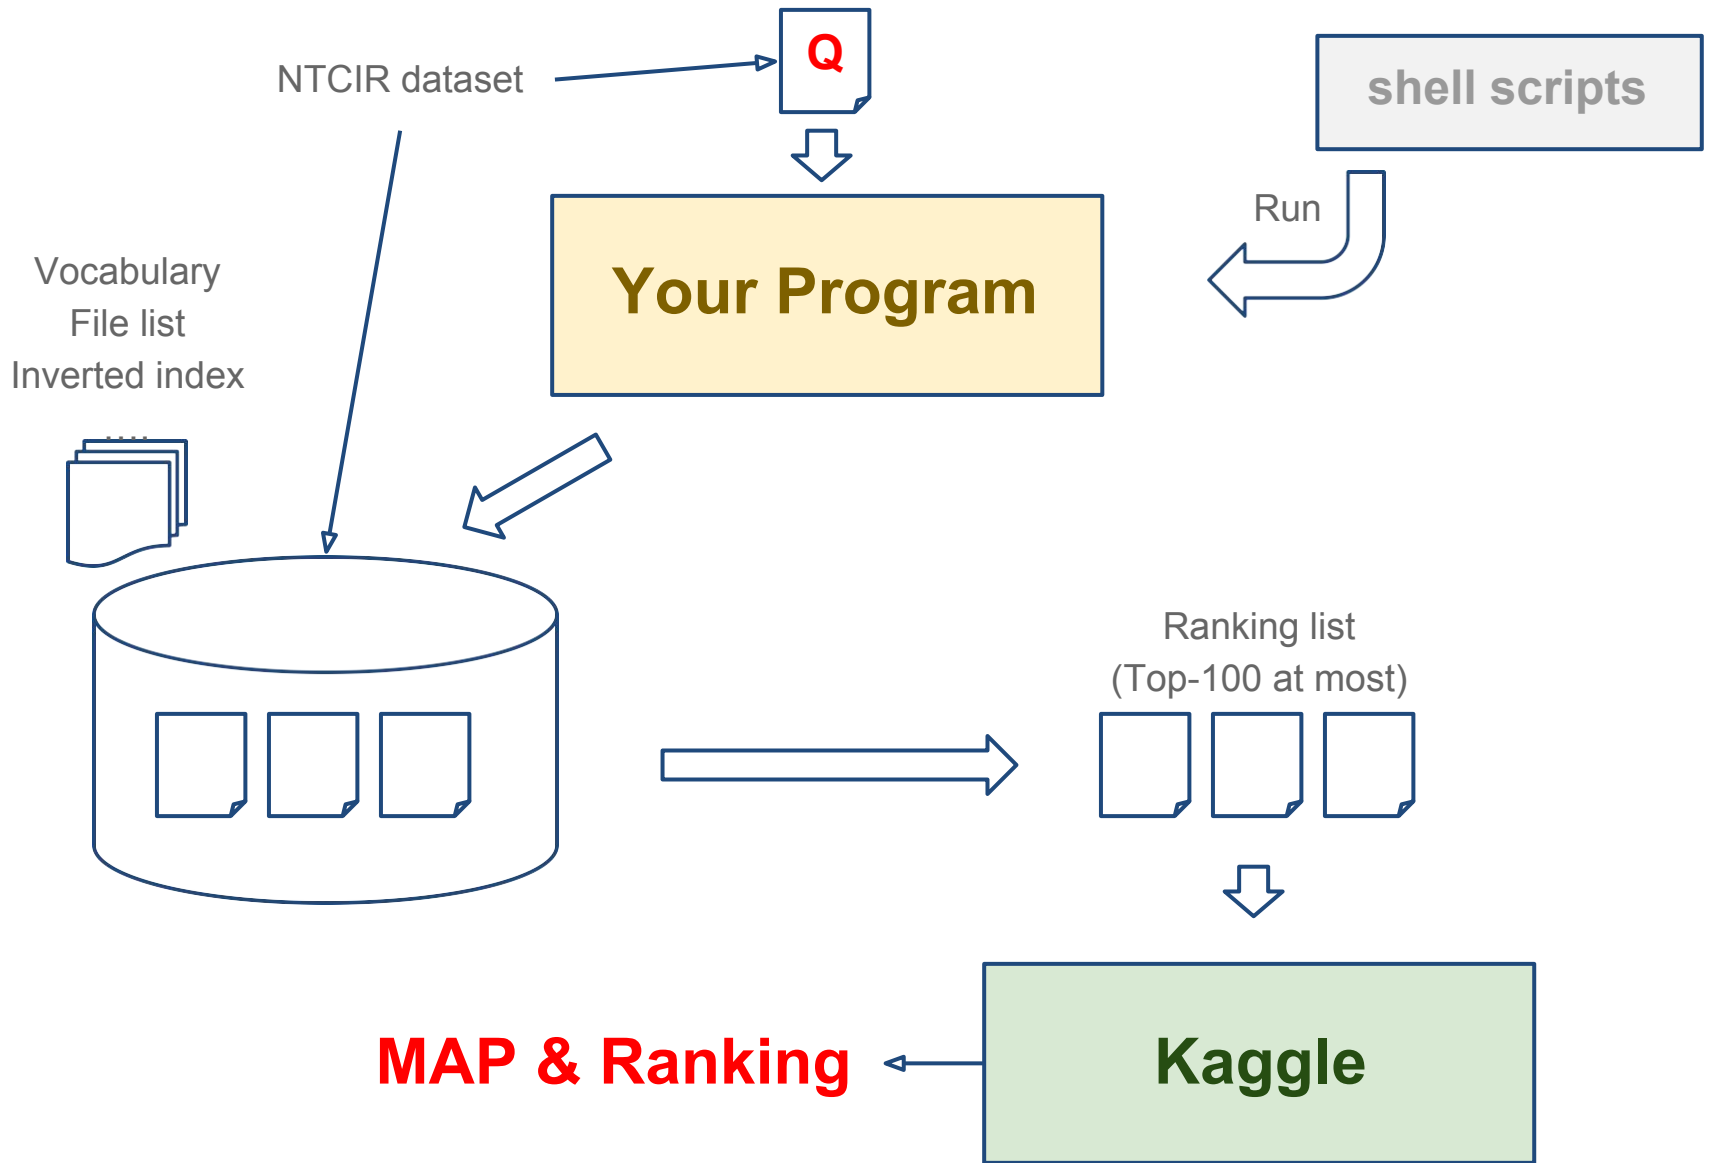 Q
NTCIR dataset
shell scripts
Run
Your Program
Vocabulary
File list
Inverted index
....
Ranking list
(Top-100 at most)
MAP & Ranking
Kaggle